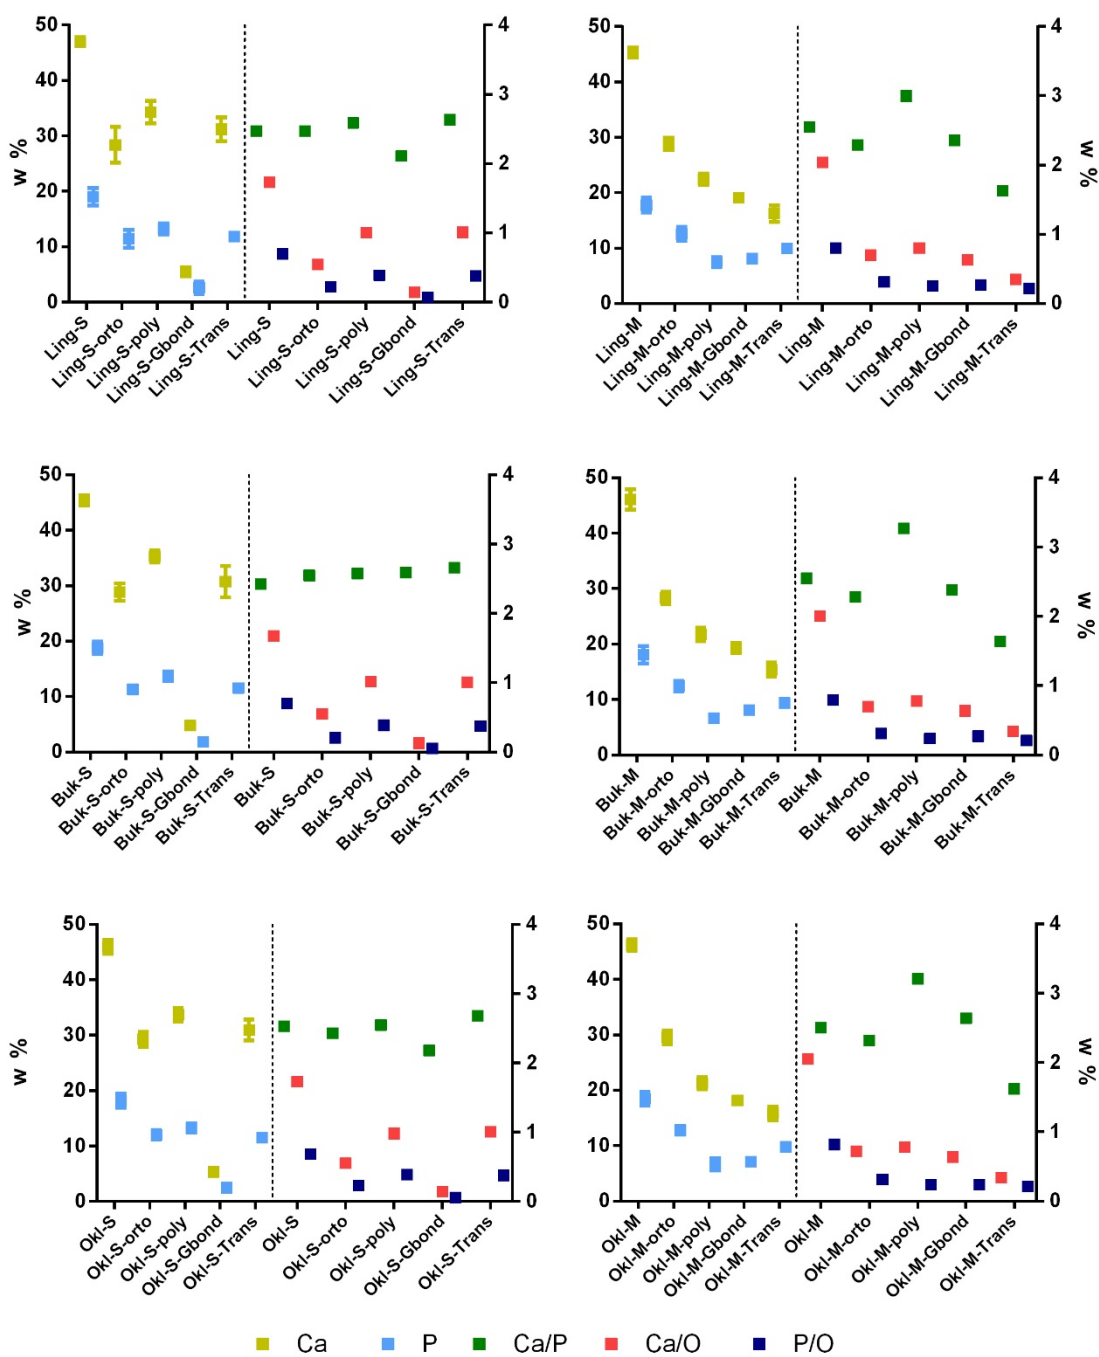 50
40
30
20
10
0
w %
4
3
2
1
0
Ling-S
Ling-S-orto
Ling-S-poly
Ling-S-Gbond
Ling-S-Trans
Ling-S
Ling-S-orto
Ling-S-poly
Ling-S-Gbond
Ling-S-Trans
50
40
30
20
10
0
4
3
2
1
0
w %
Ling-M
Ling-M-orto
Ling-M-poly
Ling-M-Gbond
Ling-M-Trans
Ling-M
Ling-M-orto
Ling-M-poly
Ling-M-Gbond
Ling-M-Trans
50
40
30
20
10
0
w %
4
3
2
1
0
Buk-S
Buk-S-orto
Buk-S-poly
Buk-S-Gbond
Buk-S-Trans
Buk-S
Buk-S-orto
Buk-S-poly
Buk-S-Gbond
Buk-S-Trans
50
40
30
20
10
0
4
3
2
1
0
w %
Buk-M
Buk-M-orto
Buk-M-poly
Buk-M-Gbond
Buk-M-Trans
Buk-M
Buk-M-orto
Buk-M-poly
Buk-M-Gbond
Buk-M-Trans
50
40
30
20
10
0
w %
4
3
2
1
0
Okl-S
Okl-S-orto
Okl-S-poly
Okl-S-Gbond
Okl-S-Trans
Okl-S
Okl-S-orto
Okl-S-poly
Okl-S-Gbond
Okl-S-Trans
50
40
30
20
10
0
4
3
2
1
0
w %
Okl-M
Okl-M-orto
Okl-M-poly
Okl-M-Gbond
Okl-M-Trans
Okl-M
Okl-M-orto
Okl-M-poly
Okl-M-Gbond
Okl-M-Trans
Ca P Ca/P Ca/O P/O